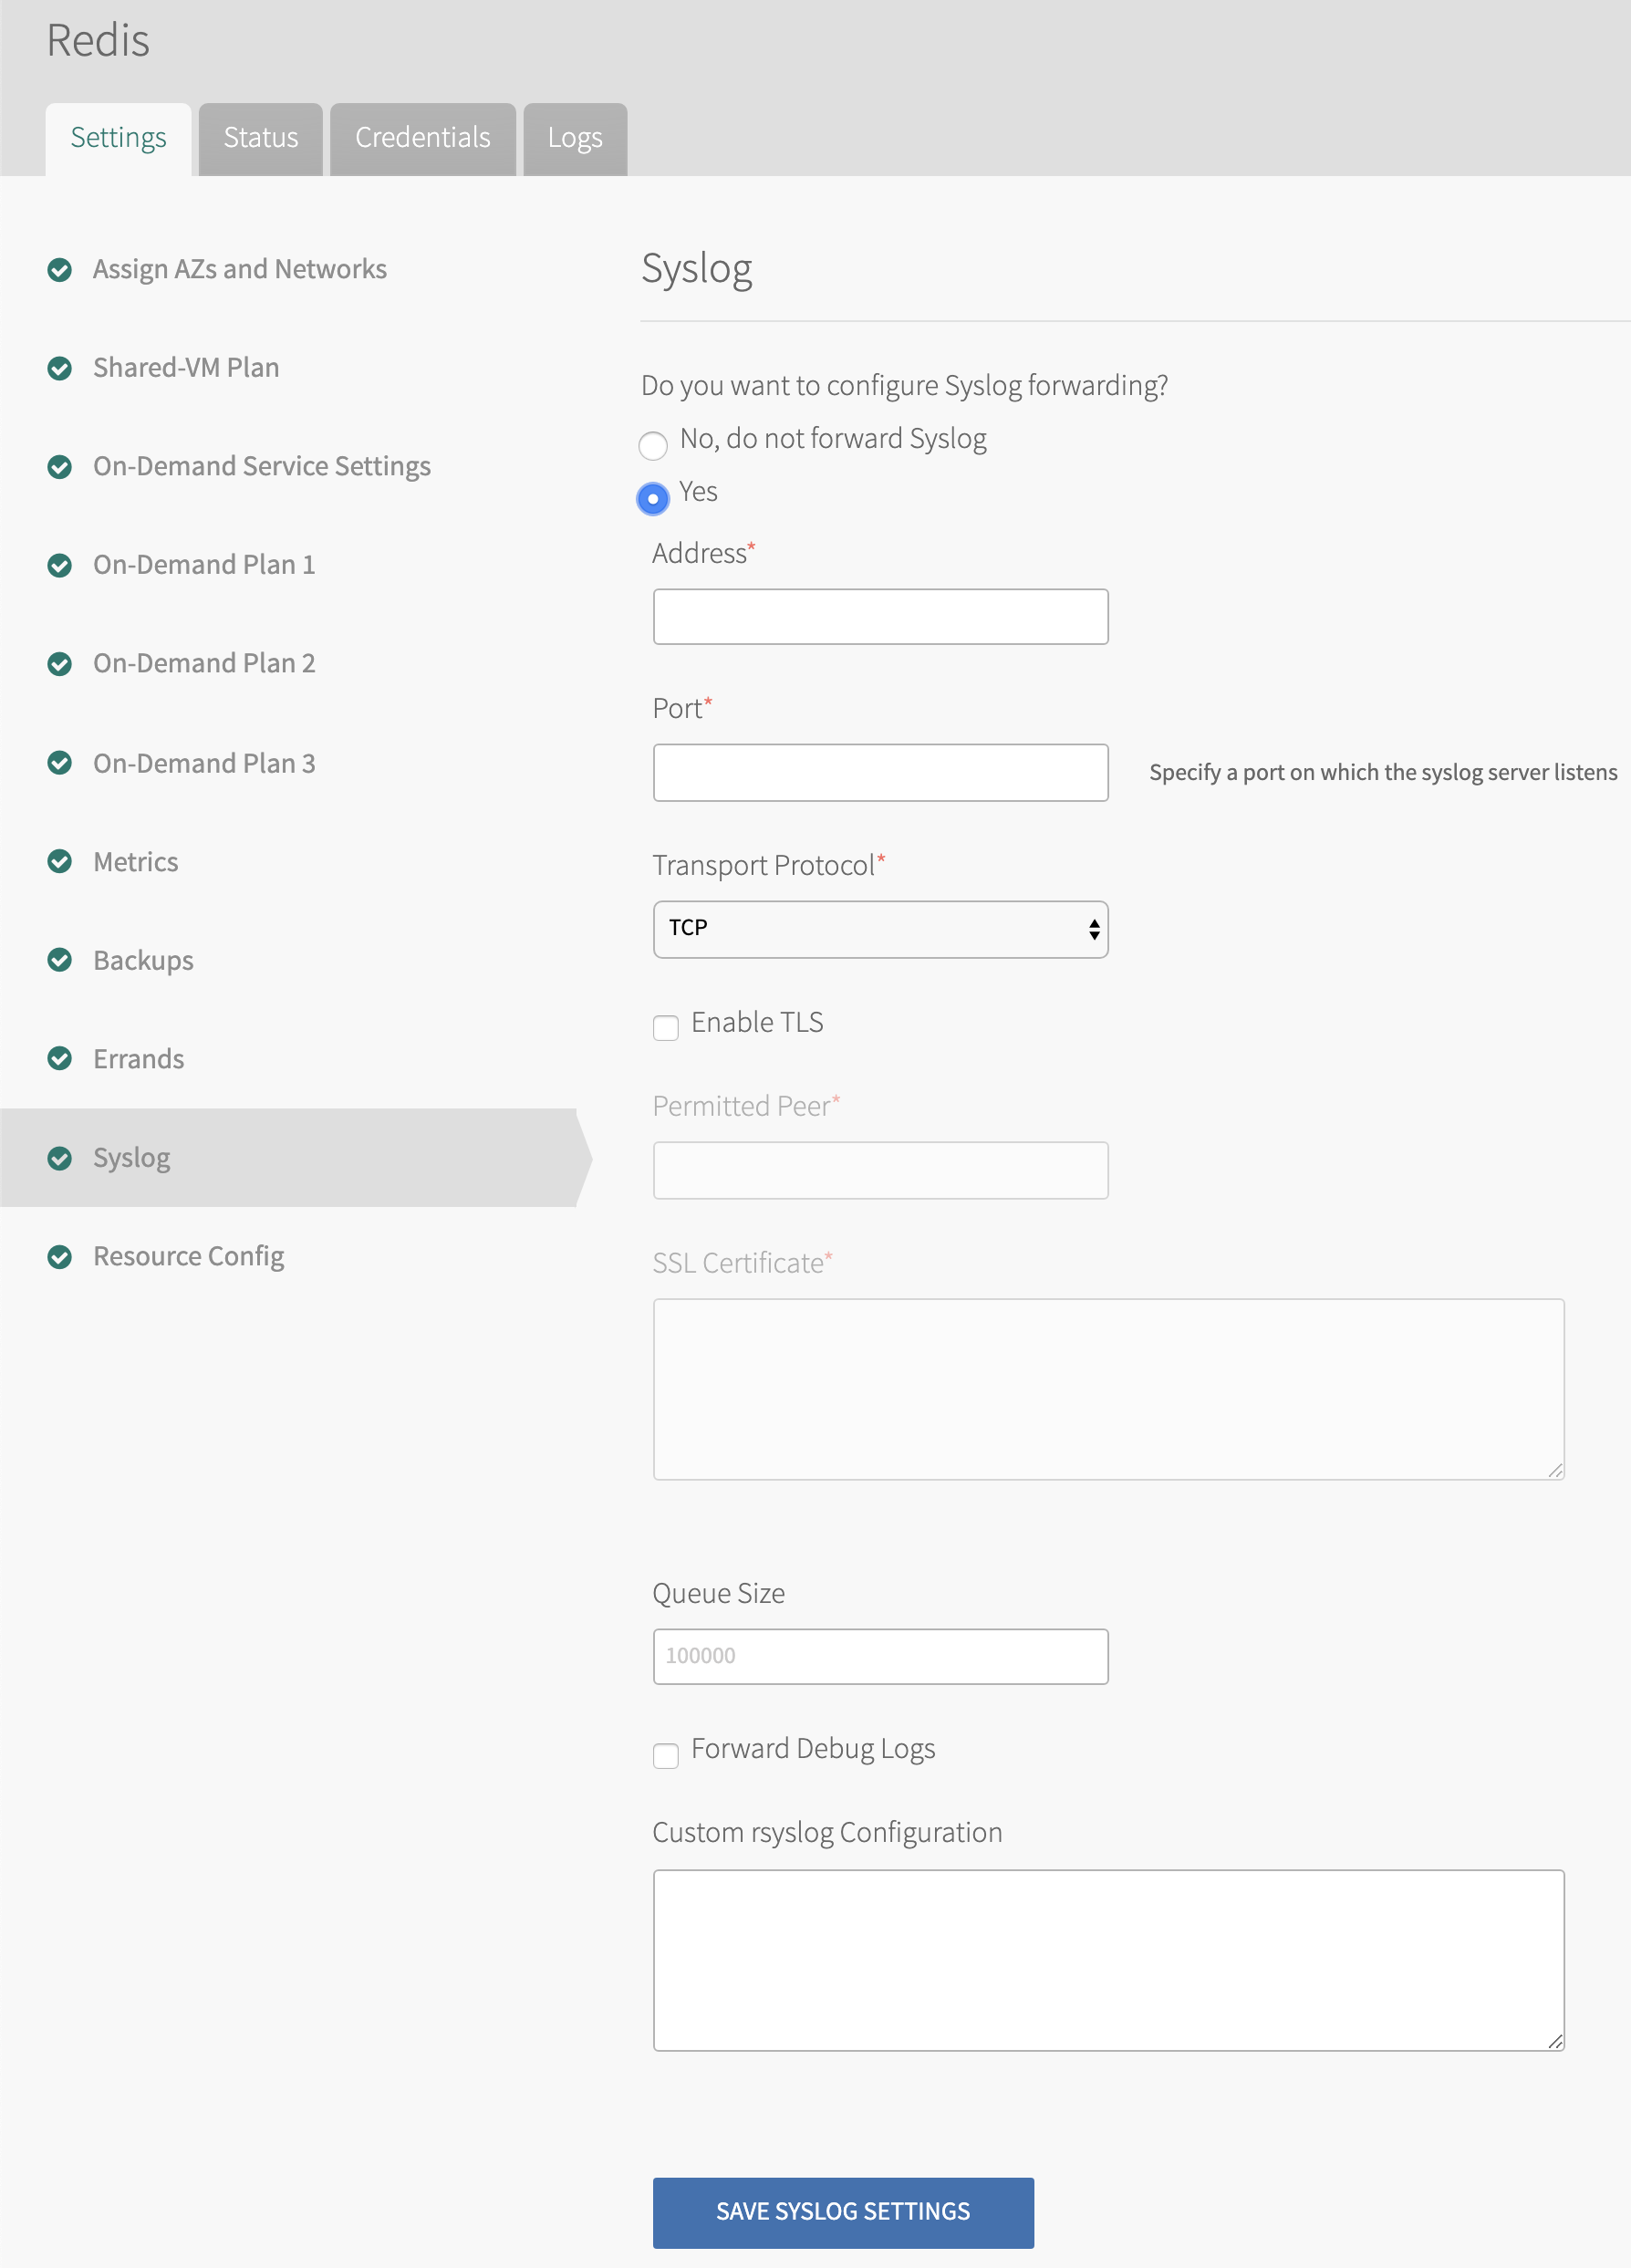 Redis
Settings
Status
Credentials
Logs
Assign AZs and Networks
Shared-VM Plan
On-Demand Service Settings
On-Demand Plan 1
On-Demand Plan 2
On-Demand Plan 3
Metrics
Backups
Errands
Syslog
Resource Config
Syslog
Do you want to configure Syslog forwarding?
No, do not forward Syslog
Yes
Address*
Port*
Specify a port on which the syslog server listens
Transport Protocol*
TCP
Enable TLS
Permitted Peer*
SSL Certificate*
Queue Size
100000
Forward Debug Logs
Custom rsyslog Configuration
SAVE SYSLOG SETTINGS